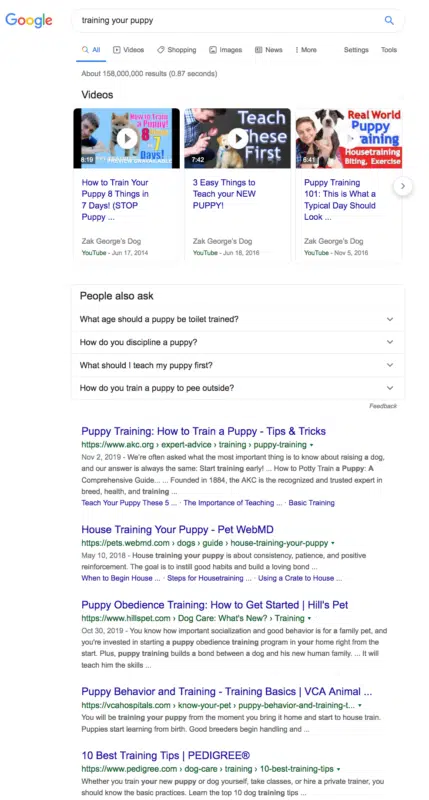 Google
training your puppy
All Videos Shopping Images News More Settings Tools
About 158,000,000 results (0.87 seconds)
Videos
How to Train
a Puppy!
8
7 Days!
6:19
Teach
These
First
7:42
Real World
Puppy
Training
Housetraining
Biting, Exercise
6:41
How to Train Your
Puppy 8 Things in
7 Days! (STOP
Puppy ...
Zak George's Dog
YouTube - Jun 17, 2014
3 Easy Things to
Teach your NEW
PUPPY!
YouTube - Jun 18, 2016
Puppy Training
101: This is What a
Typical Day Should
Look ...
Zak George's Dog
YouTube - Nov 5, 2016
People also ask
What age should a puppy be toilet trained?
How do you discipline a puppy?
What should I teach my puppy first?
How do you train a puppy to pee outside?
Feedback
Puppy Training: How to Train a Puppy - Tips & Tricks
https://www.akc.org › expert-advice › training › puppy-training
Nov 2, 2019 - We're often asked what the most important thing is to know about raising a dog,
and our answer is always the same: Start training early! ... How to Potty Train a Puppy: A
Comprehensive Guide... ... Founded in 1884, the AKC is the recognized and trusted expert in
breed, health, and training ...
Teach Your Puppy These 5 ... · The Importance of Teaching ... · Basic Training
House Training Your Puppy - Pet WebMD
https://pets.webmd.com › dogs › guide › house-training-your-puppy
May 10, 2018 - House training your puppy is about consistency, patience, and positive
reinforcement. The goal is to instill good habits and build a loving bond ...
When to Begin House ... · Steps for Housetraining ... · Using a Crate to House ...
Puppy Obedience Training: How to Get Started | Hill's Pet
https://www.hillspet.com › Dog Care: What's New? › Training
Oct 30, 2019 - You know how important socialization and good behavior is for a family pet, and
you're invested in starting a puppy obedience training program in your home right from the
start. Plus, puppy training builds a bond between a dog and his new human family. ... It will
teach him the skills ...
Puppy Behavior and Training - Training Basics | VCA Animal ...
https://vcahospitals.com › know-your-pet › puppy-behavior-and-training-t...
You will be training your puppy from the moment you bring it home and start to house train.
Puppies start learning from birth. Good breeders begin handling and ...
10 Best Training Tips | PEDIGREE®
https://www.pedigree.com › dog-care › training › 10-best-training-tips
Whether you train your new puppy or dog yourself, take classes, or hire a private trainer, you
should know the basic practices. Learn the top 10 dog training tips ...